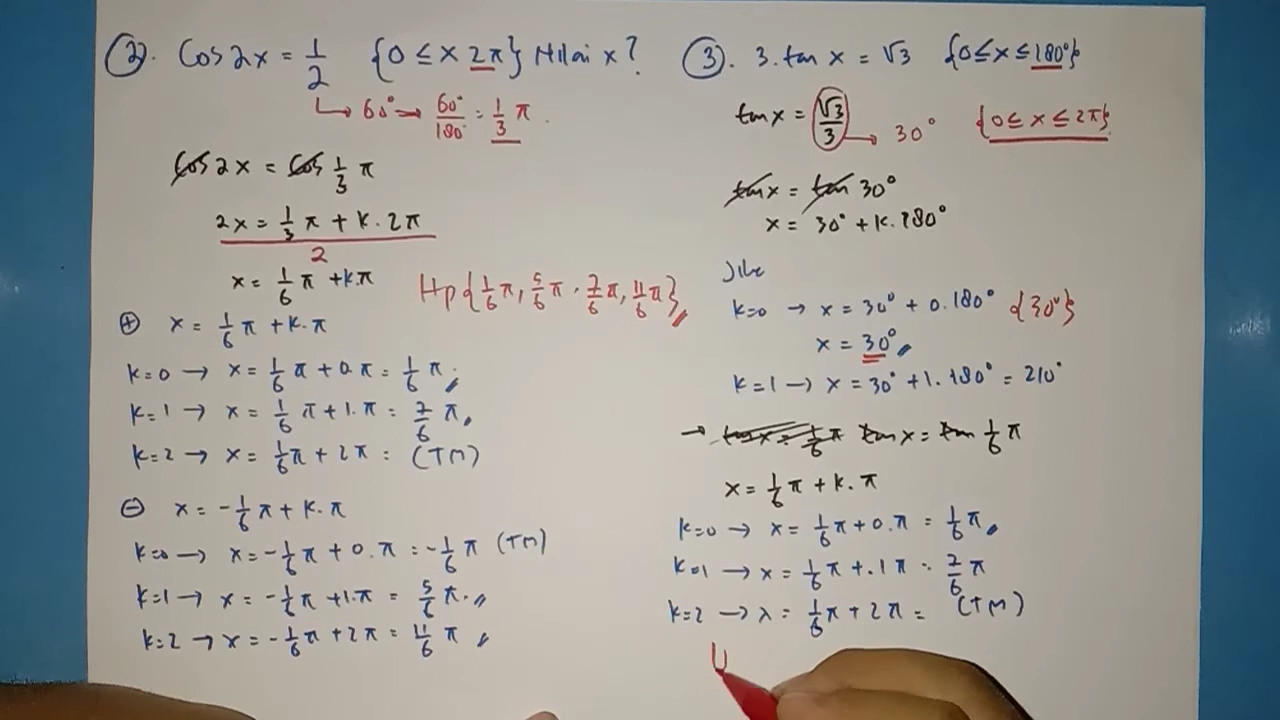 2. Cos 2x = 1/2 {0 ≤ x 2π} Nilai x?
↳ 60° → 60°/180° = 1/3 π
cos 2x = cos 1/3 π
2x = 1/3 π + k. 2π
2
x = 1/6 π + kπ
Hp {1/6 π, 5/6 π, 7/6 π, 11/6 π}
⊕ x = 1/6 π + k. π
k=0 → x = 1/6 π + 0.π = 1/6 π
k=1 → x = 1/6 π + 1.π = 7/6 π
k=2 → x = 1/6 π + 2π = (TM)
⊖ x = -1/6 π + k. π
k=0 → x = -1/6 π + 0.π = -1/6 π (TM)
k=1 → x = -1/6 π + 1.π = 5/6 π
k=2 → x = -1/6 π + 2π = 11/6 π
3. 3. tan x = √3 {0 ≤ x ≤ 180°}
tan x = √3/3 → 30° {0 ≤ x ≤ 2π}
tan x = tan 30°
x = 30° + k. 180°
k=0 → x = 30° + 0.180° {30°}
x = 30°
k=1 → x = 30° + 1.180° = 210°
→ tan x = 1/6 π tan x = tan 1/6 π
x = 1/6 π + k. π
k=0 → x = 1/6 π + 0.π = 1/6 π
k=1 → x = 1/6 π + .1π = 7/6 π
k=2 → x = 1/6 π + 2π = (TM)